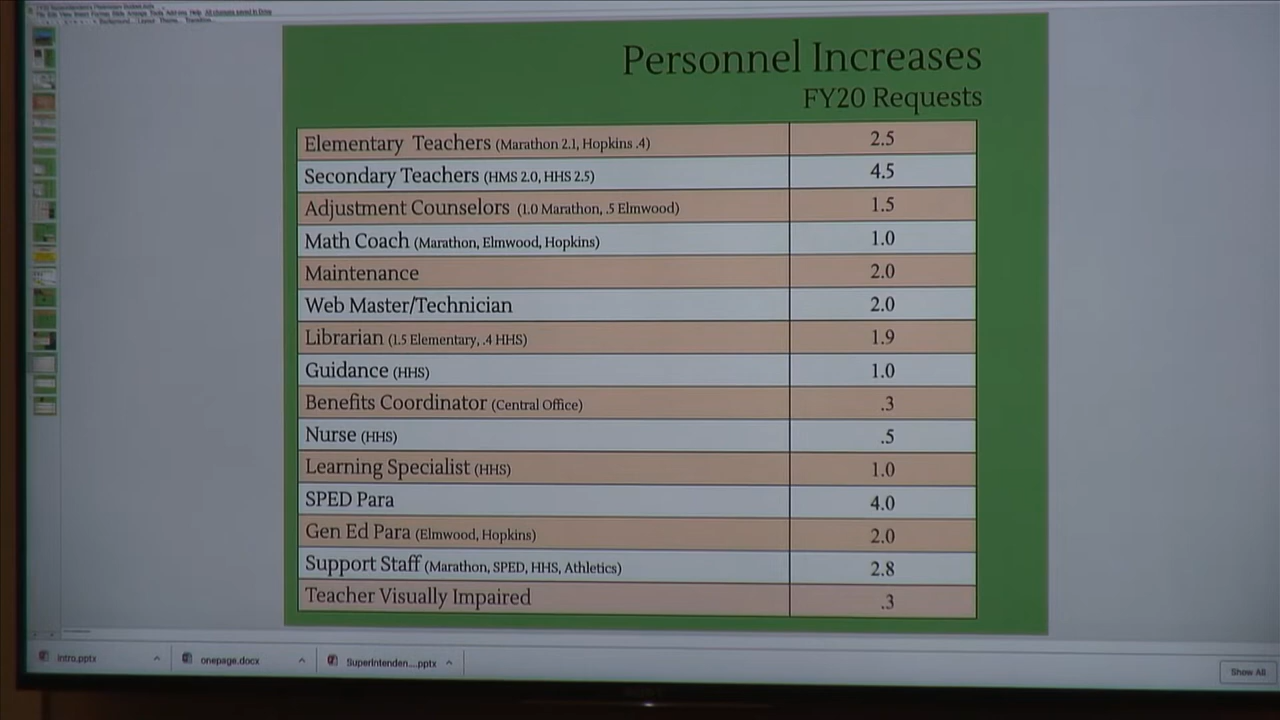 Personnel Increases
FY20 Requests
Elementary Teachers (Marathon 2.1, Hopkins .4) 2.5
Secondary Teachers (HMS 2.0, HHS 2.5) 4.5
Adjustment Counselors (1.0 Marathon, .5 Elmwood) 1.5
Math Coach (Marathon, Elmwood, Hopkins) 1.0
Maintenance 2.0
Web Master/Technician 2.0
Librarian (1.5 Elementary, .4 HHS) 1.9
Guidance (HHS) 1.0
Benefits Coordinator (Central Office) .3
Nurse (HHS) .5
Learning Specialist (HHS) 1.0
SPED Para 4.0
Gen Ed Para (Elmwood, Hopkins) 2.0
Support Staff (Marathon, SPED, HHS, Athletics) 2.8
Teacher Visually Impaired .3
intro.pptx onepage.docx SuperIntenden....pptx Show All
SONY